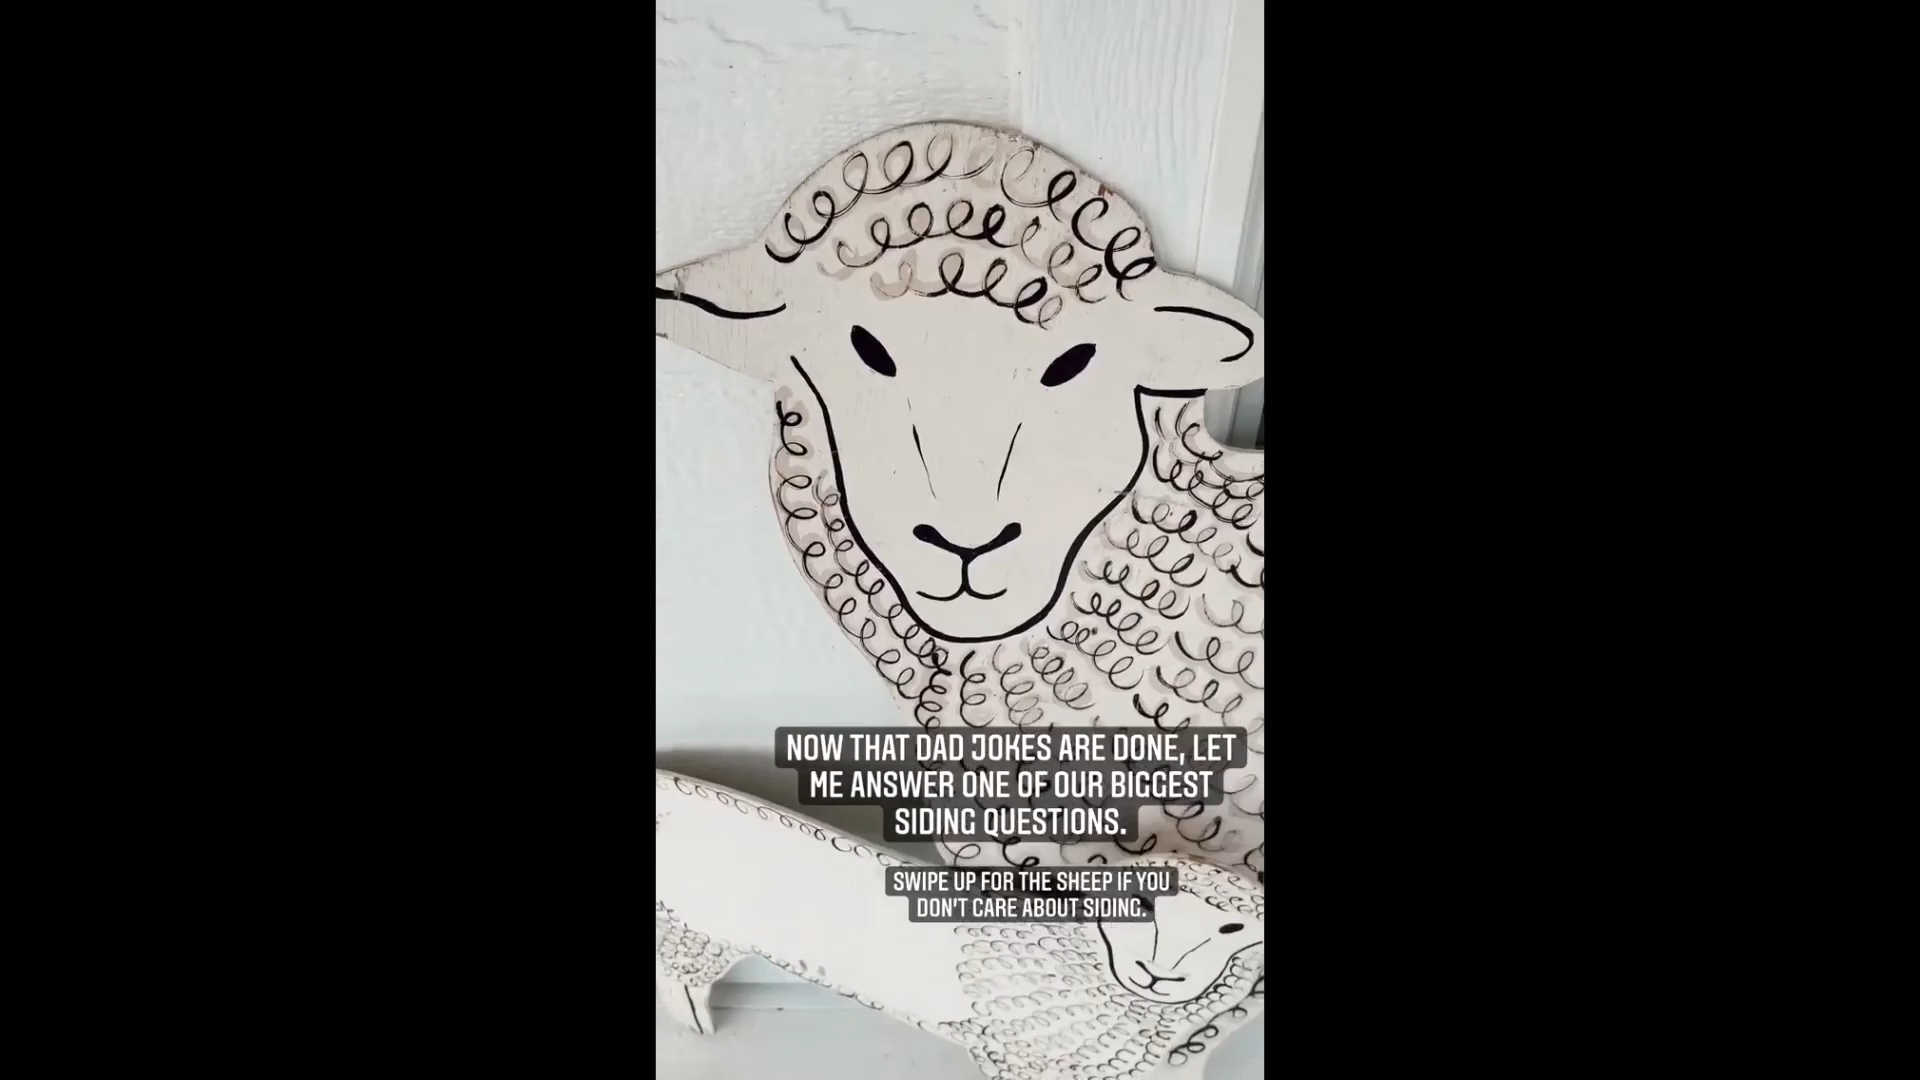 NOW THAT DAD JOKES ARE DONE, LET
ME ANSWER ONE OF OUR BIGGEST
SIDING QUESTIONS.
SWIPE UP FOR THE SHEEP IF YOU
DON'T CARE ABOUT SIDING.